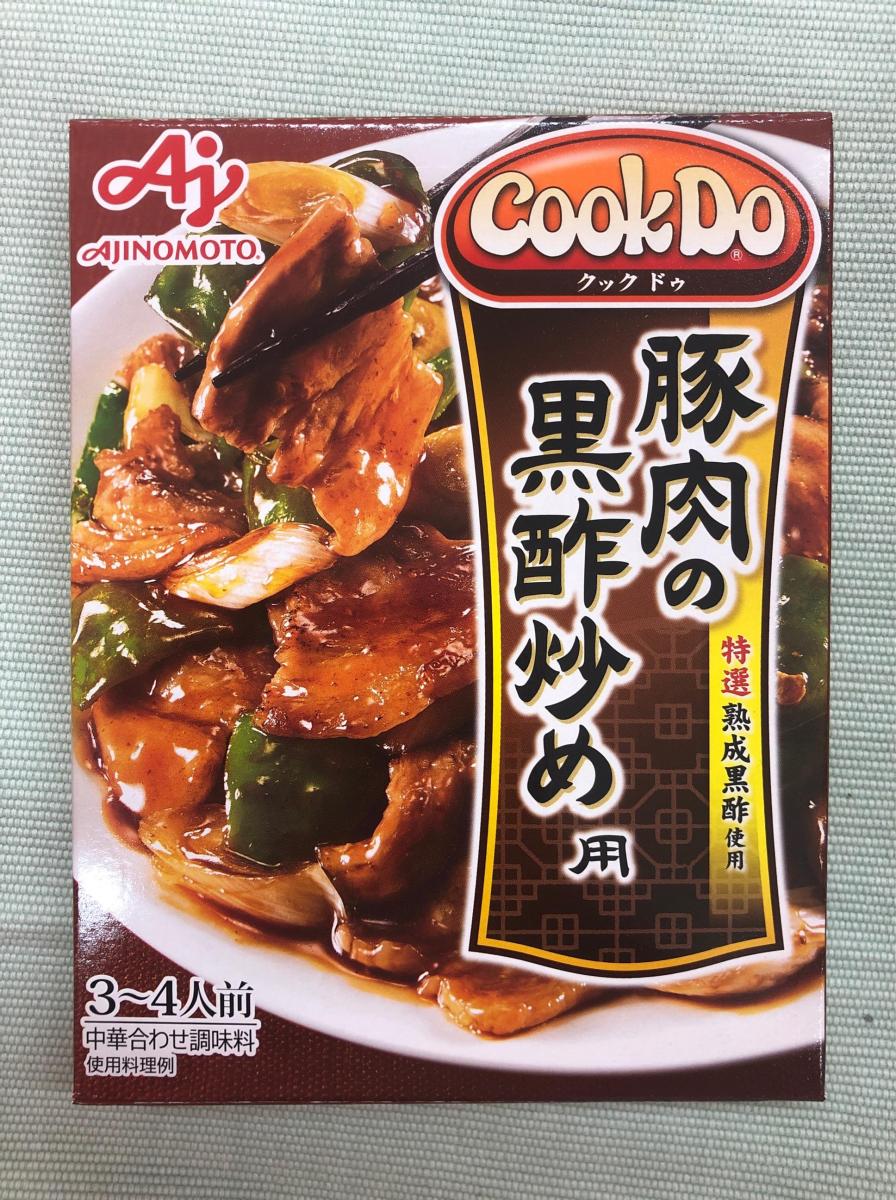 Aj
AJINOMOTO®
CookDo®
クック ドゥ
豚肉の
黒酢炒め用
特選 熟成黒酢使用
3〜4人前
中華合わせ調味料
使用料理例